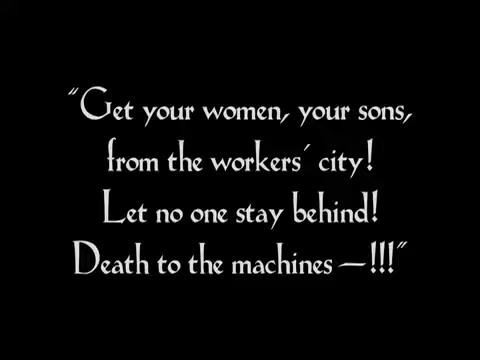 "Get your women, your sons,
from the workers´ city!
Let no one stay behind!
Death to the machines —!!!"